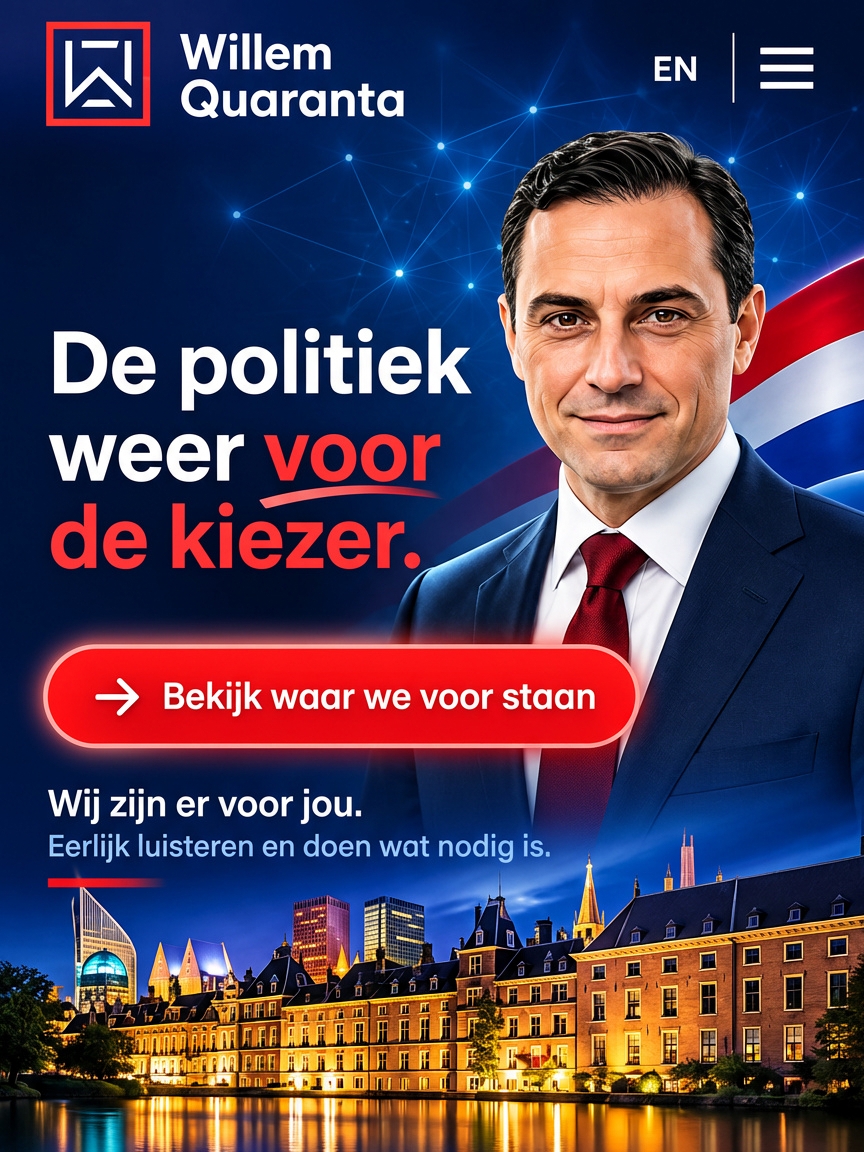 Willem
Quaranta
EN
De politiek
weer voor
de kiezer.
Bekijk waar we voor staan
Wij zijn er voor jou.
Eerlijk luisteren en doen wat nodig is.